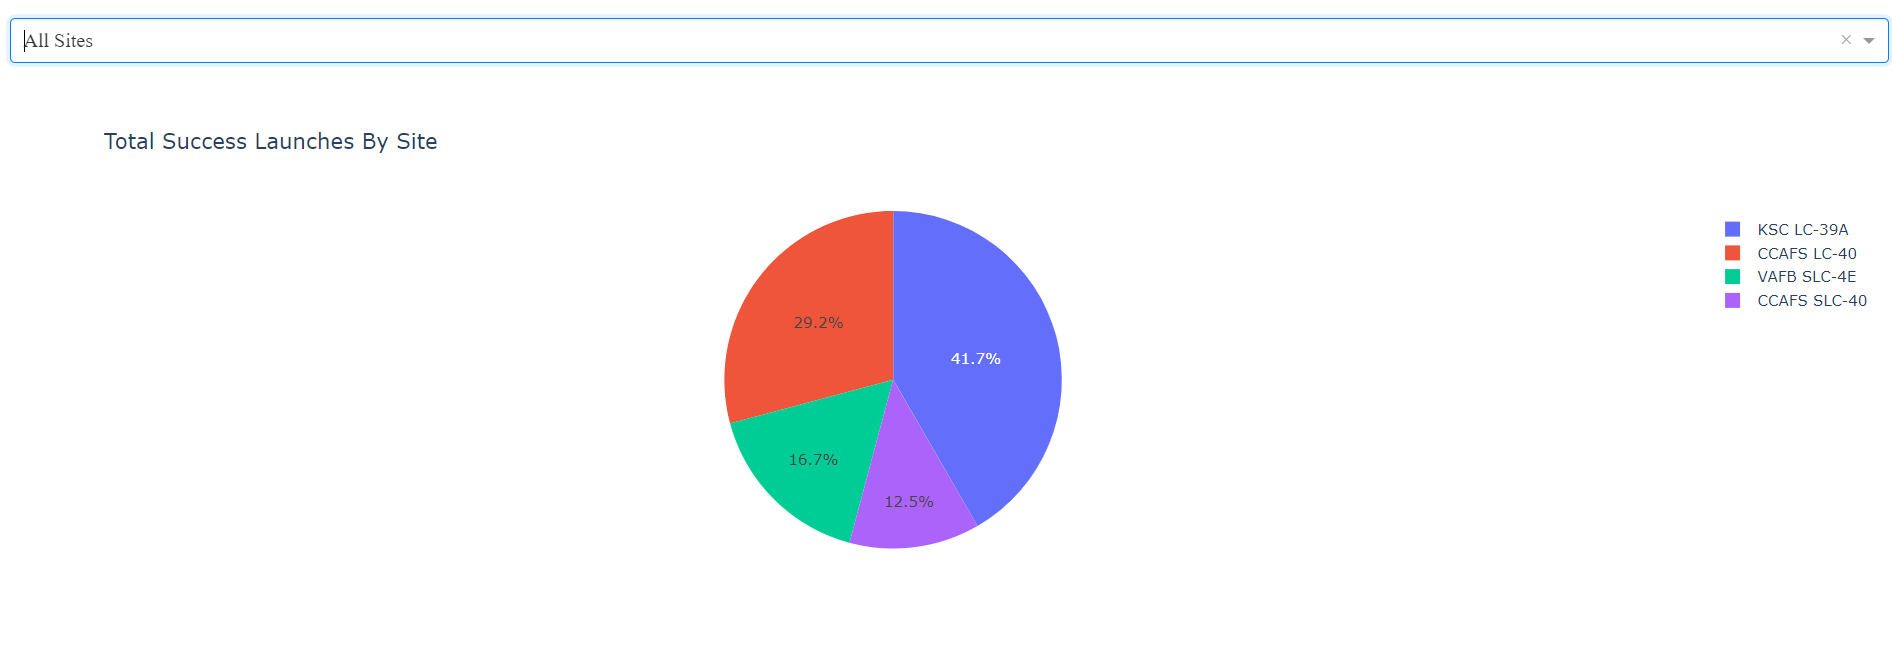 All Sites
Total Success Launches By Site
KSC LC-39A
CCAFS LC-40
VAFB SLC-4E
CCAFS SLC-40
29.2%
41.7%
16.7%
12.5%